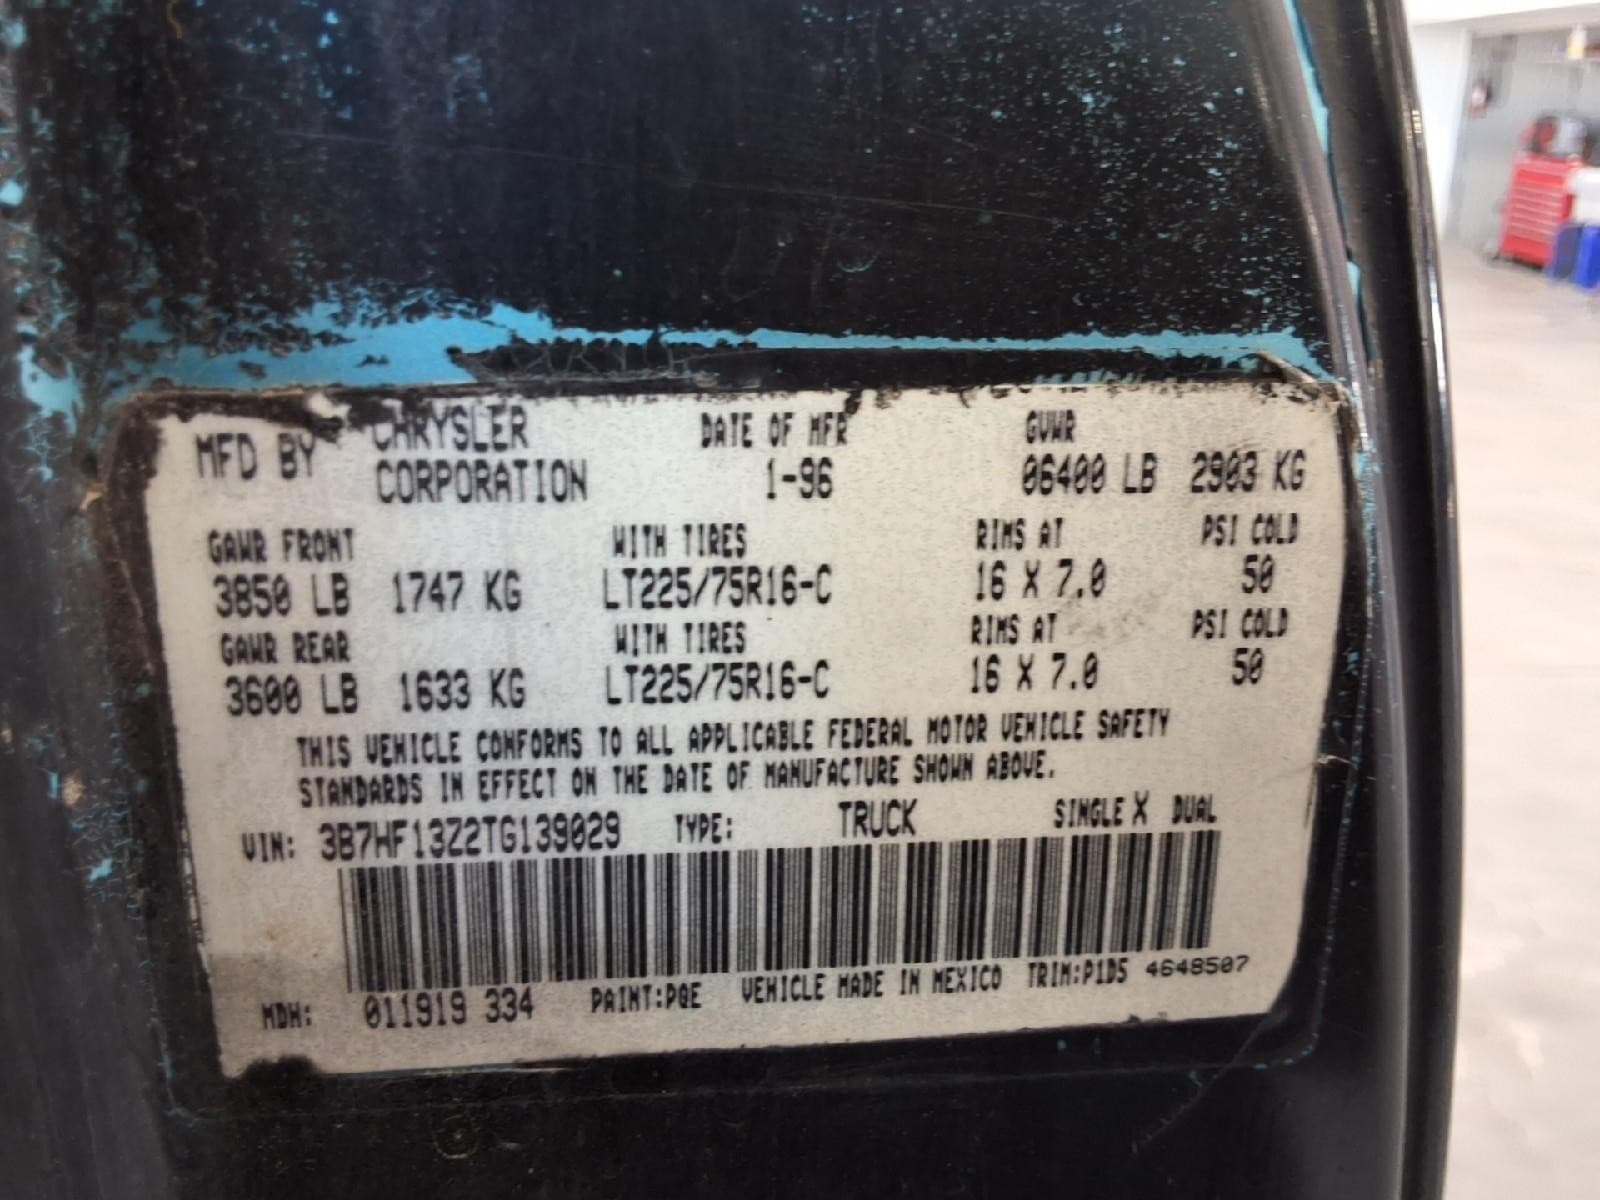 MFD BY CHRYSLER CORPORATION DATE OF MFR 1-96 GVWR 06400 LB 2903 KG
GAWR FRONT WITH TIRES RIMS AT PSI COLD
3850 LB 1747 KG LT225/75R16-C 16 X 7.0 50
GAWR REAR WITH TIRES RIMS AT PSI COLD
3600 LB 1633 KG LT225/75R16-C 16 X 7.0 50
THIS VEHICLE CONFORMS TO ALL APPLICABLE FEDERAL MOTOR VEHICLE SAFETY
STANDARDS IN EFFECT ON THE DATE OF MANUFACTURE SHOWN ABOVE.
VIN: 3B7HF13Z2TG139029 TYPE: TRUCK SINGLE X DUAL
MDH: 011919 334 PAINT:PQE VEHICLE MADE IN MEXICO TRIM:P1D5 4648507